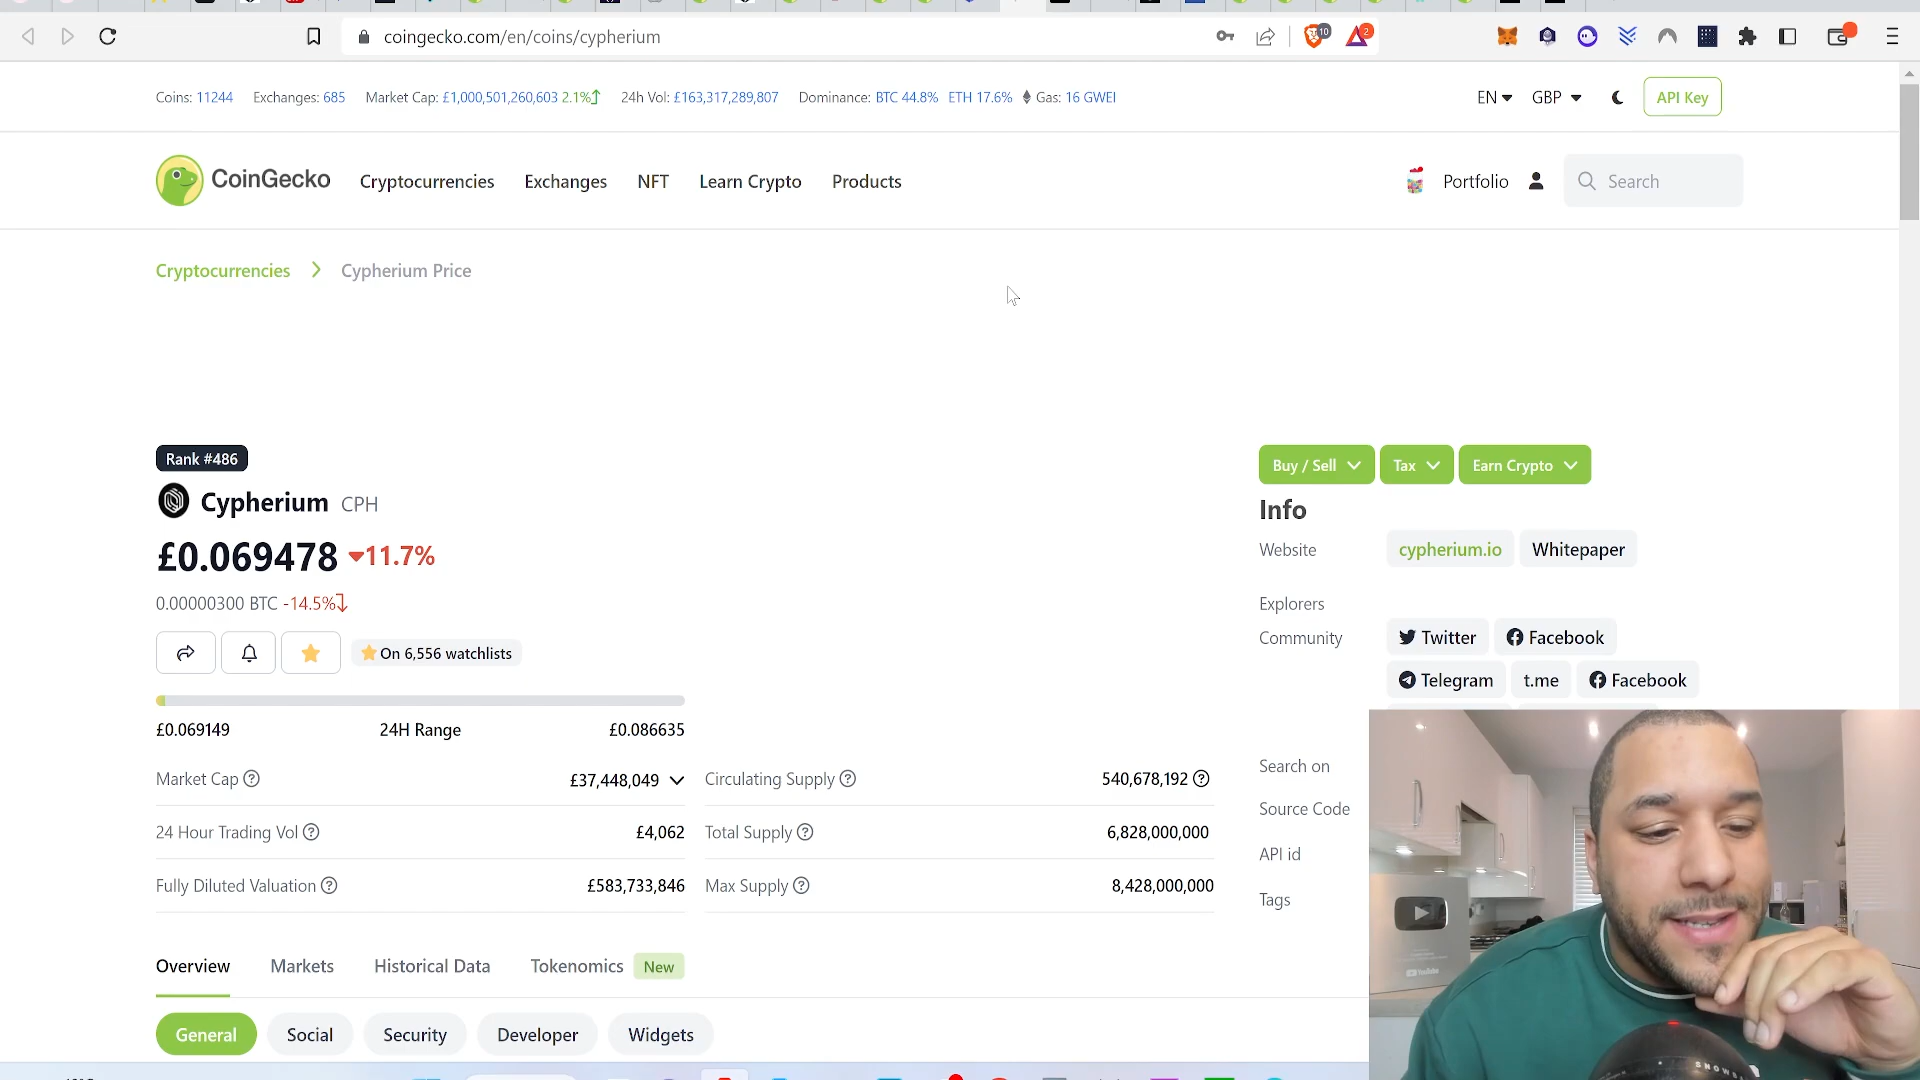 coingecko.com/en/coins/cypherium
10
2
Coins: 11244 Exchanges: 685 Market Cap: £1,000,501,260,603 2.1% 24h Vol: £163,317,289,807 Dominance: BTC 44.8% ETH 17.6% Gas: 16 GWEI
EN GBP API Key
CoinGecko Cryptocurrencies Exchanges NFT Learn Crypto Products Portfolio Search
Cryptocurrencies Cypherium Price
Rank #486
Cypherium CPH
£0.069478 11.7%
0.00000300 BTC -14.5%
On 6,556 watchlists
£0.069149 24H Range £0.086635
Market Cap £37,448,049 Circulating Supply 540,678,192
24 Hour Trading Vol £4,062 Total Supply 6,828,000,000
Fully Diluted Valuation £583,733,846 Max Supply 8,428,000,000
Overview Markets Historical Data Tokenomics New
General Social Security Developer Widgets
Buy / Sell Tax Earn Crypto
Info
Website cypherium.io Whitepaper
Explorers
Community Twitter Facebook
Telegram t.me Facebook
Search on
Source Code
API id
Tags
YouTube